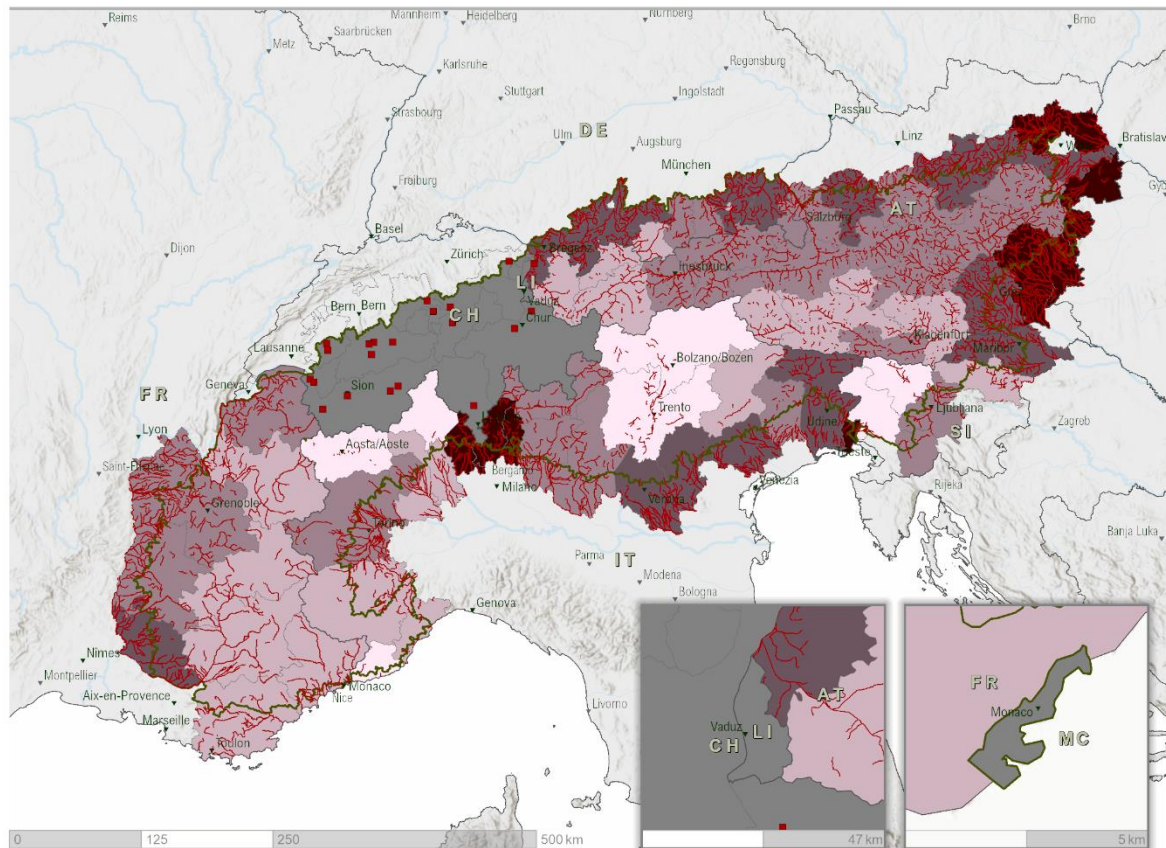 Reims
Mannheim
Heidelberg
Nürnberg
Brno
Metz
Saarbrücken
Karlsruhe
Regensburg
Stuttgart
Ingolstadt
Passau
Strasbourg
Linz
Bratislav
DE
Ulm
Augsburg
München
Freiburg
AT
Salzburg
Basel
Dijon
Zürich
Bregenz
Innsbruck
LI
Vaduz
Bern
Bern
CH
Chur
Klagenfurt
Maribor
Lausanne
Bolzano/Bozen
Sion
Geneva
FR
Trento
Ljubljana
SI
Zagreb
Lyon
Aosta/Aoste
Udine
Bergamo
Milano
Venezia
Rijeka
Grenoble
Verona
Torino
Banja Luka
Parma
IT
Modena
Genova
Bologna
Nîmes
Montpellier
Aix-en-Provence
Monaco
Nice
Livorno
Marseille
Toulon
AT
Vaduz
LI
CH
FR
Monaco
MC
0
125
250
500 km
47 km
5 km